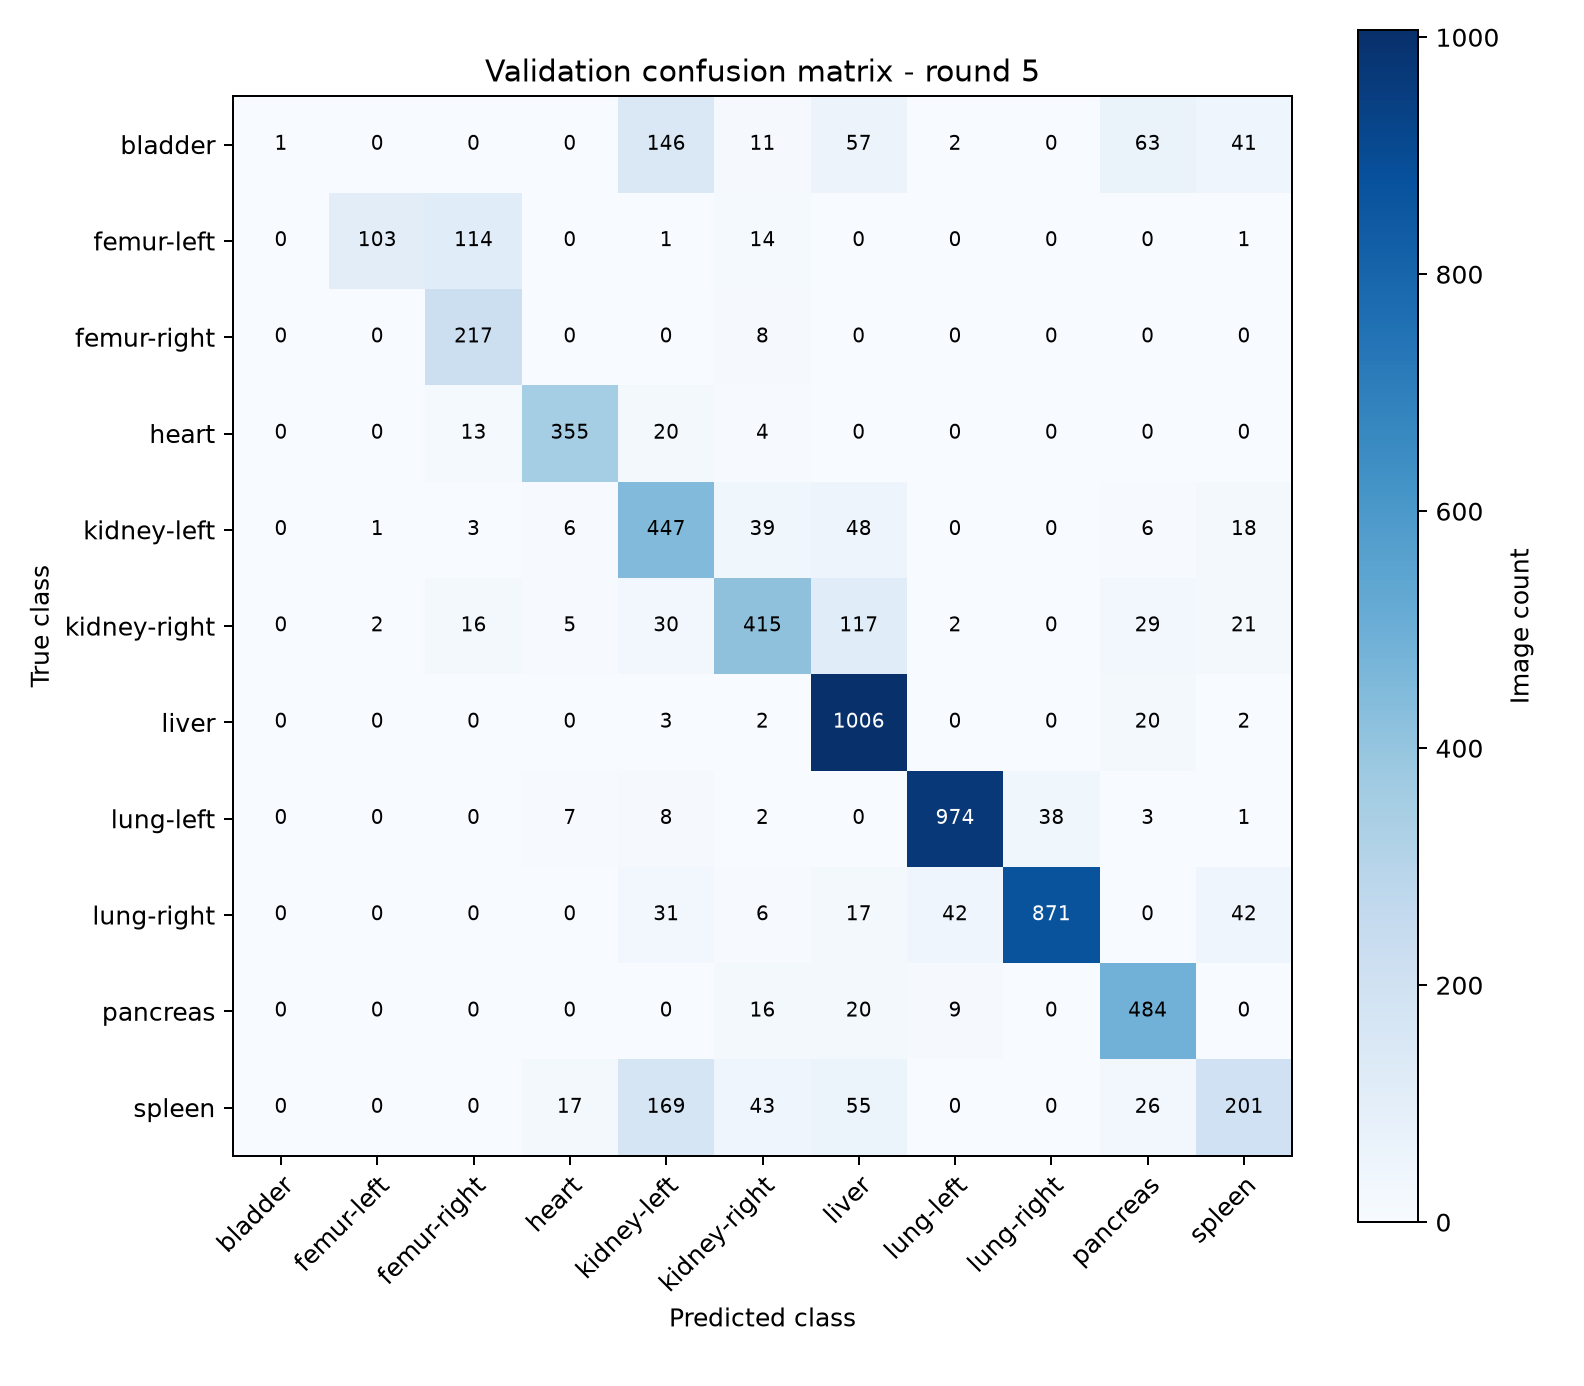 Validation confusion matrix - round 5
bladder 1 0 0 0 146 11 57 2 0 63 41
femur-left 0 103 114 0 1 14 0 0 0 0 1
femur-right 0 0 217 0 0 8 0 0 0 0 0
heart 0 0 13 355 20 4 0 0 0 0 0
kidney-left 0 1 3 6 447 39 48 0 0 6 18
kidney-right 0 2 16 5 30 415 117 2 0 29 21
liver 0 0 0 0 3 2 1006 0 0 20 2
lung-left 0 0 0 7 8 2 0 974 38 3 1
lung-right 0 0 0 0 31 6 17 42 871 0 42
pancreas 0 0 0 0 0 16 20 9 0 484 0
spleen 0 0 0 17 169 43 55 0 0 26 201
bladder femur-left femur-right heart kidney-left kidney-right liver lung-left lung-right pancreas spleen
Predicted class
True class
1000
800
600
400
200
0
Image count